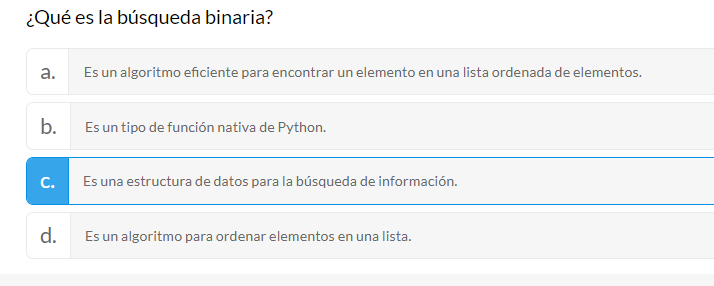 ¿Qué es la búsqueda binaria?
a. Es un algoritmo eficiente para encontrar un elemento en una lista ordenada de elementos.
b. Es un tipo de función nativa de Python.
c. Es una estructura de datos para la búsqueda de información.
d. Es un algoritmo para ordenar elementos en una lista.